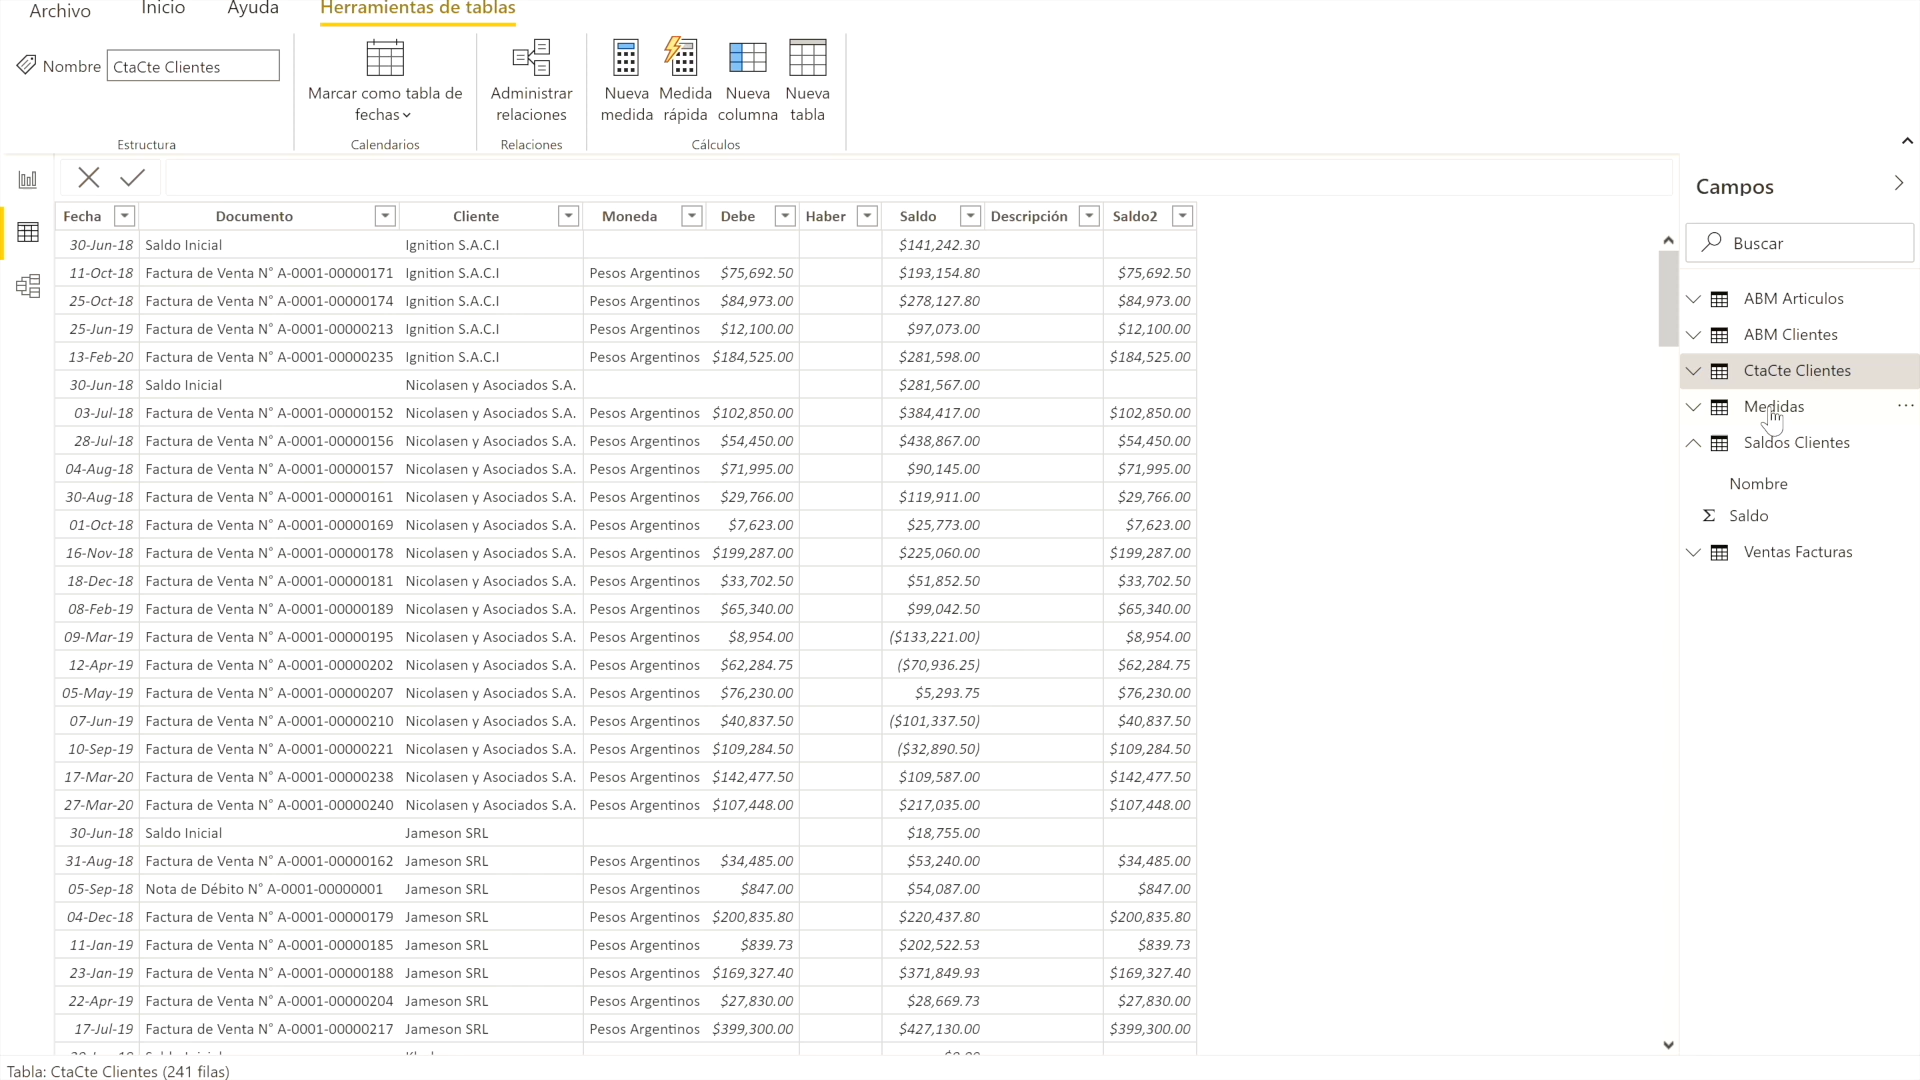 Archivo Inicio Ayuda Herramientas de tablas
Nombre CtaCte Clientes
Marcar como tabla de
fechas
Administrar
relaciones
Nueva
medida
Medida
rápida
Nueva
columna
Nueva
tabla
Estructura Calendarios Relaciones Cálculos
Fecha Documento Cliente Moneda Debe Haber Saldo Descripción Saldo2
30-Jun-18 Saldo Inicial Ignition S.A.C.I $141,242.30
11-Oct-18 Factura de Venta N° A-0001-00000171 Ignition S.A.C.I Pesos Argentinos $75,692.50 $193,154.80 $75,692.50
25-Oct-18 Factura de Venta N° A-0001-00000174 Ignition S.A.C.I Pesos Argentinos $84,973.00 $278,127.80 $84,973.00
25-Jun-19 Factura de Venta N° A-0001-00000213 Ignition S.A.C.I Pesos Argentinos $12,100.00 $97,073.00 $12,100.00
13-Feb-20 Factura de Venta N° A-0001-00000235 Ignition S.A.C.I Pesos Argentinos $184,525.00 $281,598.00 $184,525.00
30-Jun-18 Saldo Inicial Nicolasen y Asociados S.A. $281,567.00
03-Jul-18 Factura de Venta N° A-0001-00000152 Nicolasen y Asociados S.A. Pesos Argentinos $102,850.00 $384,417.00 $102,850.00
28-Jul-18 Factura de Venta N° A-0001-00000156 Nicolasen y Asociados S.A. Pesos Argentinos $54,450.00 $438,867.00 $54,450.00
04-Aug-18 Factura de Venta N° A-0001-00000157 Nicolasen y Asociados S.A. Pesos Argentinos $71,995.00 $90,145.00 $71,995.00
30-Aug-18 Factura de Venta N° A-0001-00000161 Nicolasen y Asociados S.A. Pesos Argentinos $29,766.00 $119,911.00 $29,766.00
01-Oct-18 Factura de Venta N° A-0001-00000169 Nicolasen y Asociados S.A. Pesos Argentinos $7,623.00 $25,773.00 $7,623.00
16-Nov-18 Factura de Venta N° A-0001-00000178 Nicolasen y Asociados S.A. Pesos Argentinos $199,287.00 $225,060.00 $199,287.00
18-Dec-18 Factura de Venta N° A-0001-00000181 Nicolasen y Asociados S.A. Pesos Argentinos $33,702.50 $51,852.50 $33,702.50
08-Feb-19 Factura de Venta N° A-0001-00000189 Nicolasen y Asociados S.A. Pesos Argentinos $65,340.00 $99,042.50 $65,340.00
09-Mar-19 Factura de Venta N° A-0001-00000195 Nicolasen y Asociados S.A. Pesos Argentinos $8,954.00 ($133,221.00) $8,954.00
12-Apr-19 Factura de Venta N° A-0001-00000202 Nicolasen y Asociados S.A. Pesos Argentinos $62,284.75 ($70,936.25) $62,284.75
05-May-19 Factura de Venta N° A-0001-00000207 Nicolasen y Asociados S.A. Pesos Argentinos $76,230.00 $5,293.75 $76,230.00
07-Jun-19 Factura de Venta N° A-0001-00000210 Nicolasen y Asociados S.A. Pesos Argentinos $40,837.50 ($101,337.50) $40,837.50
10-Sep-19 Factura de Venta N° A-0001-00000221 Nicolasen y Asociados S.A. Pesos Argentinos $109,284.50 ($32,890.50) $109,284.50
17-Mar-20 Factura de Venta N° A-0001-00000238 Nicolasen y Asociados S.A. Pesos Argentinos $142,477.50 $109,587.00 $142,477.50
27-Mar-20 Factura de Venta N° A-0001-00000240 Nicolasen y Asociados S.A. Pesos Argentinos $107,448.00 $217,035.00 $107,448.00
30-Jun-18 Saldo Inicial Jameson SRL $18,755.00
31-Aug-18 Factura de Venta N° A-0001-00000162 Jameson SRL Pesos Argentinos $34,485.00 $53,240.00 $34,485.00
05-Sep-18 Nota de Débito N° A-0001-00000001 Jameson SRL Pesos Argentinos $847.00 $54,087.00 $847.00
04-Dec-18 Factura de Venta N° A-0001-00000179 Jameson SRL Pesos Argentinos $200,835.80 $220,437.80 $200,835.80
11-Jan-19 Factura de Venta N° A-0001-00000185 Jameson SRL Pesos Argentinos $839.73 $202,522.53 $839.73
23-Jan-19 Factura de Venta N° A-0001-00000188 Jameson SRL Pesos Argentinos $169,327.40 $371,849.93 $169,327.40
22-Apr-19 Factura de Venta N° A-0001-00000204 Jameson SRL Pesos Argentinos $27,830.00 $28,669.73 $27,830.00
17-Jul-19 Factura de Venta N° A-0001-00000217 Jameson SRL Pesos Argentinos $399,300.00 $427,130.00 $399,300.00
Campos
Buscar
ABM Articulos
ABM Clientes
CtaCte Clientes
Medidas
Saldos Clientes
Nombre
Σ Saldo
Ventas Facturas
Tabla: CtaCte Clientes (241 filas)